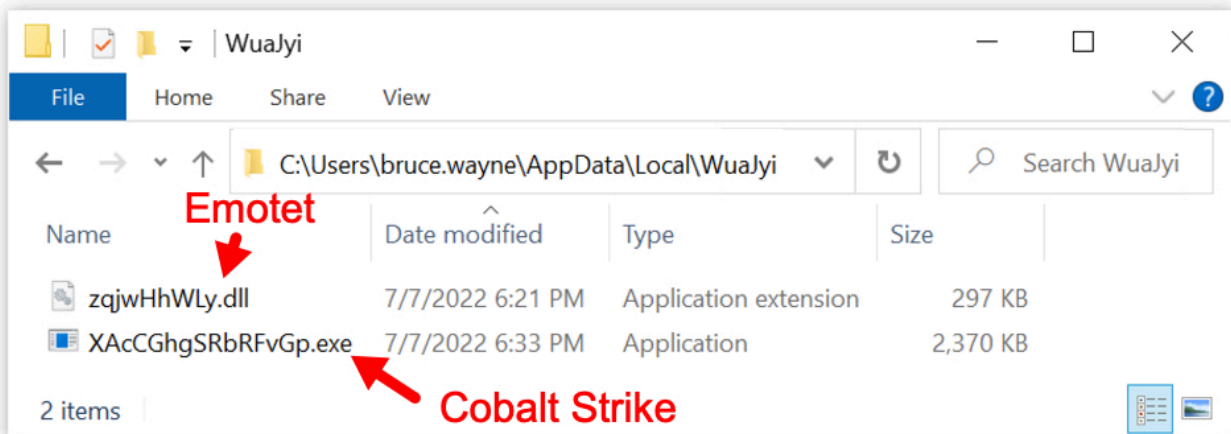 WuaJyi
File Home Share View
C:\Users\bruce.wayne\AppData\Local\WuaJyi Search WuaJyi
Emotet
Name Date modified Type Size
zqjwHhWLy.dll 7/7/2022 6:21 PM Application extension 297 KB
XAcCGhgSRbRFvGp.exe 7/7/2022 6:33 PM Application 2,370 KB
Cobalt Strike
2 items